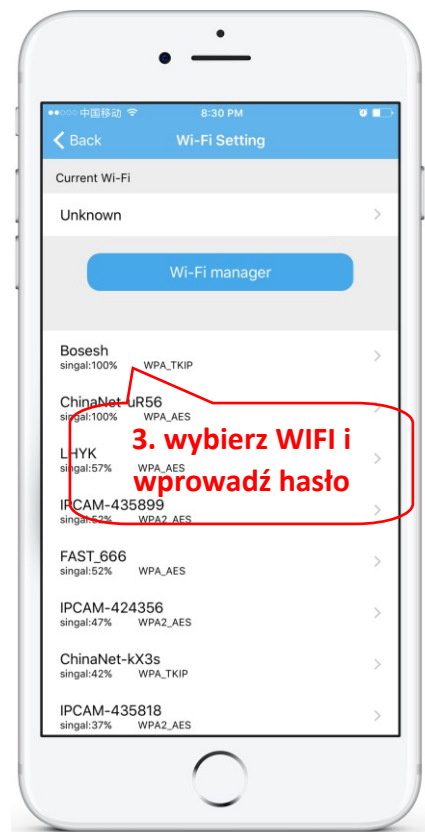 中国移动 8:30 PM
Back Wi-Fi Setting
Current Wi-Fi
Unknown
Wi-Fi manager
Bosesh
singal:100% WPA_TKIP
ChinaNet-uR56
singal:100% WPA_AES
3. wybierz WIFI i
wprowadź hasło
LHYK
singal:57% WPA_AES
IPCAM-435899
singal:52% WPA2_AES
FAST_666
singal:52% WPA_AES
IPCAM-424356
singal:47% WPA2_AES
ChinaNet-kX3s
singal:42% WPA_TKIP
IPCAM-435818
singal:37% WPA2_AES